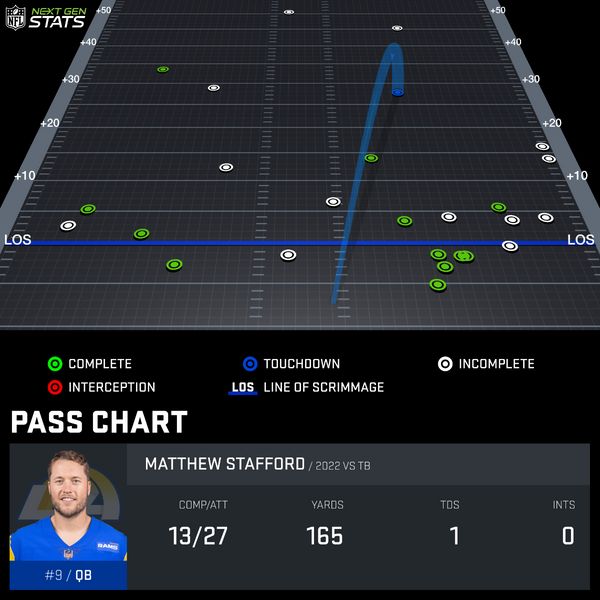 NFL NEXT GEN STATS
+50 +50
+40 +40
+30 +30
+20 +20
+10 +10
LOS LOS
COMPLETE TOUCHDOWN INCOMPLETE
INTERCEPTION LOS LINE OF SCRIMMAGE
PASS CHART
MATTHEW STAFFORD / 2022 VS TB
COMP/ATT YARDS TDS INTS
13/27 165 1 0
RAMS
#9 / QB